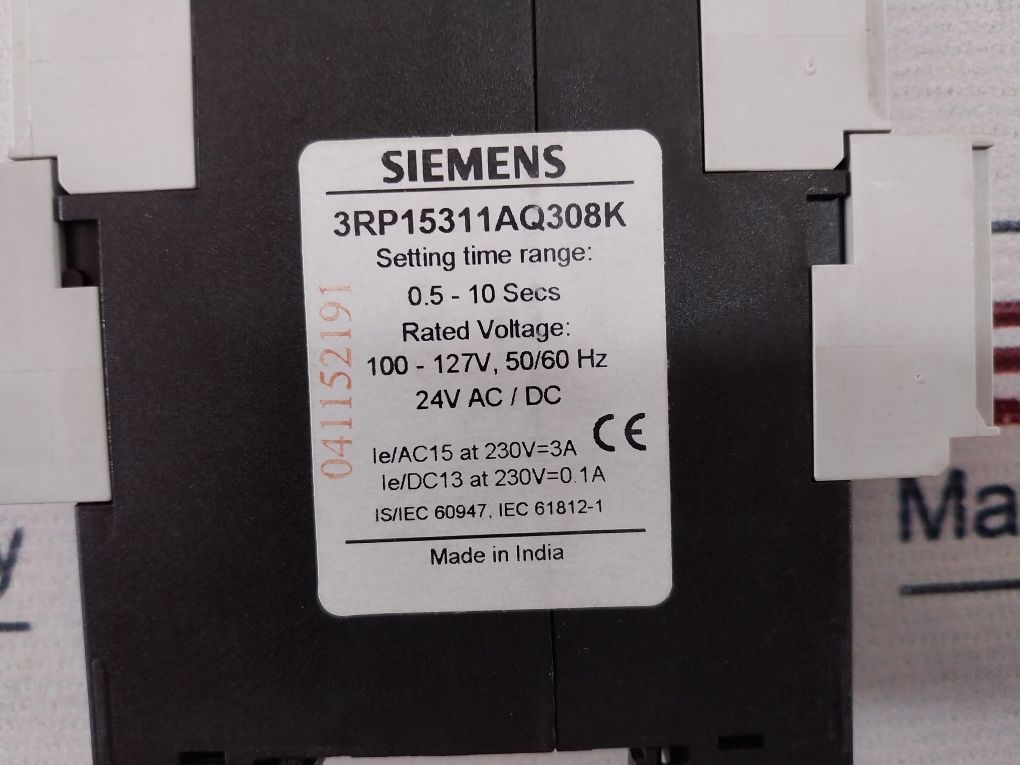 SIEMENS
3RP15311AQ308K
Setting time range:
0.5 - 10 Secs
Rated Voltage:
100 - 127V, 50/60 Hz
24V AC / DC
CE
Ie/AC15 at 230V=3A
Ie/DC13 at 230V=0.1A
IS/IEC 60947, IEC 61812-1
Made in India
041152191
y
Ma